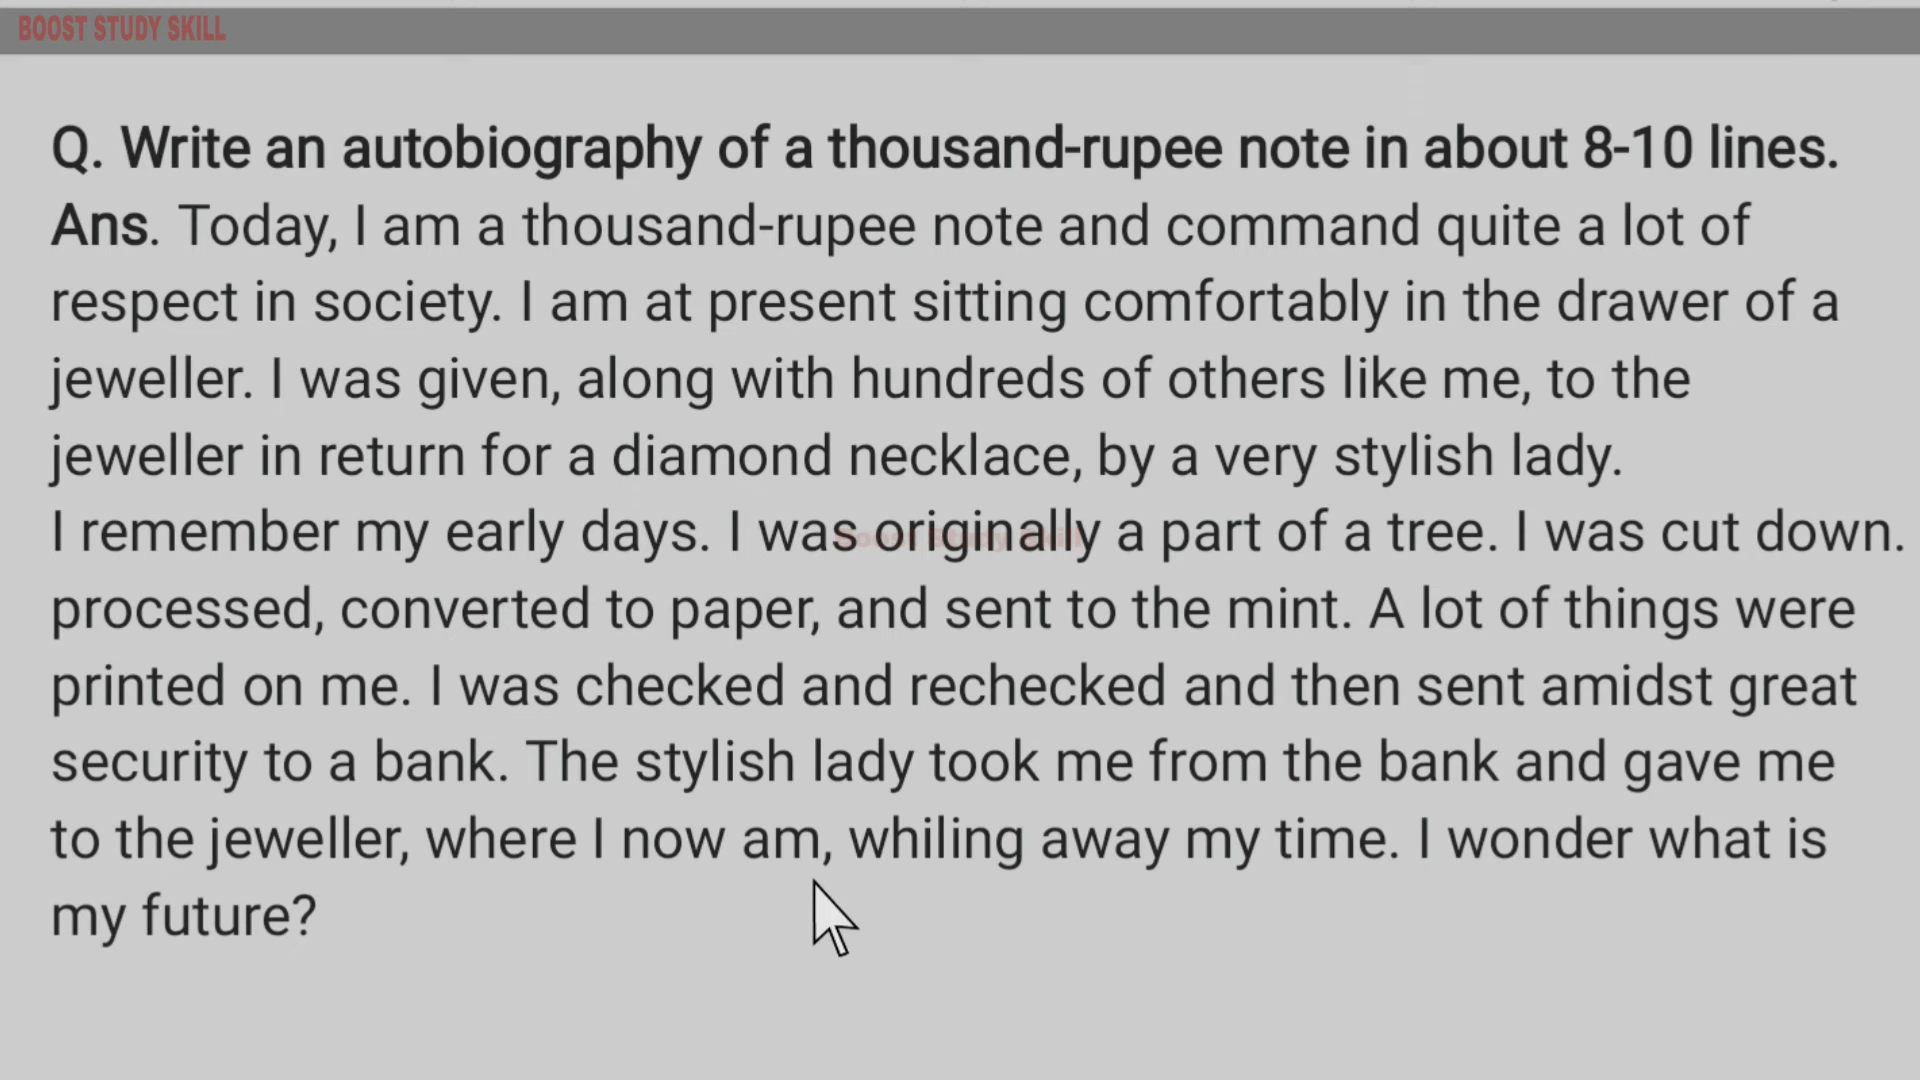 BOOST STUDY SKILL
Q. Write an autobiography of a thousand-rupee note in about 8-10 lines.
Ans. Today, I am a thousand-rupee note and command quite a lot of
respect in society. I am at present sitting comfortably in the drawer of a
jeweller. I was given, along with hundreds of others like me, to the
jeweller in return for a diamond necklace, by a very stylish lady.
I remember my early days. I was originally a part of a tree. I was cut down.
Boost Study Skill
processed, converted to paper, and sent to the mint. A lot of things were
printed on me. I was checked and rechecked and then sent amidst great
security to a bank. The stylish lady took me from the bank and gave me
to the jeweller, where I now am, whiling away my time. I wonder what is
my future?